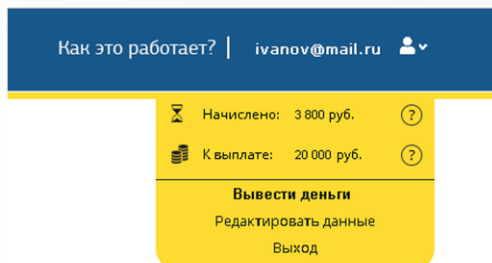 Как это работает? | ivanov@mail.ru
Начислено: 3 800 руб. ?
К выплате: 20 000 руб. ?
Вывести деньги
Редактировать данные
Выход